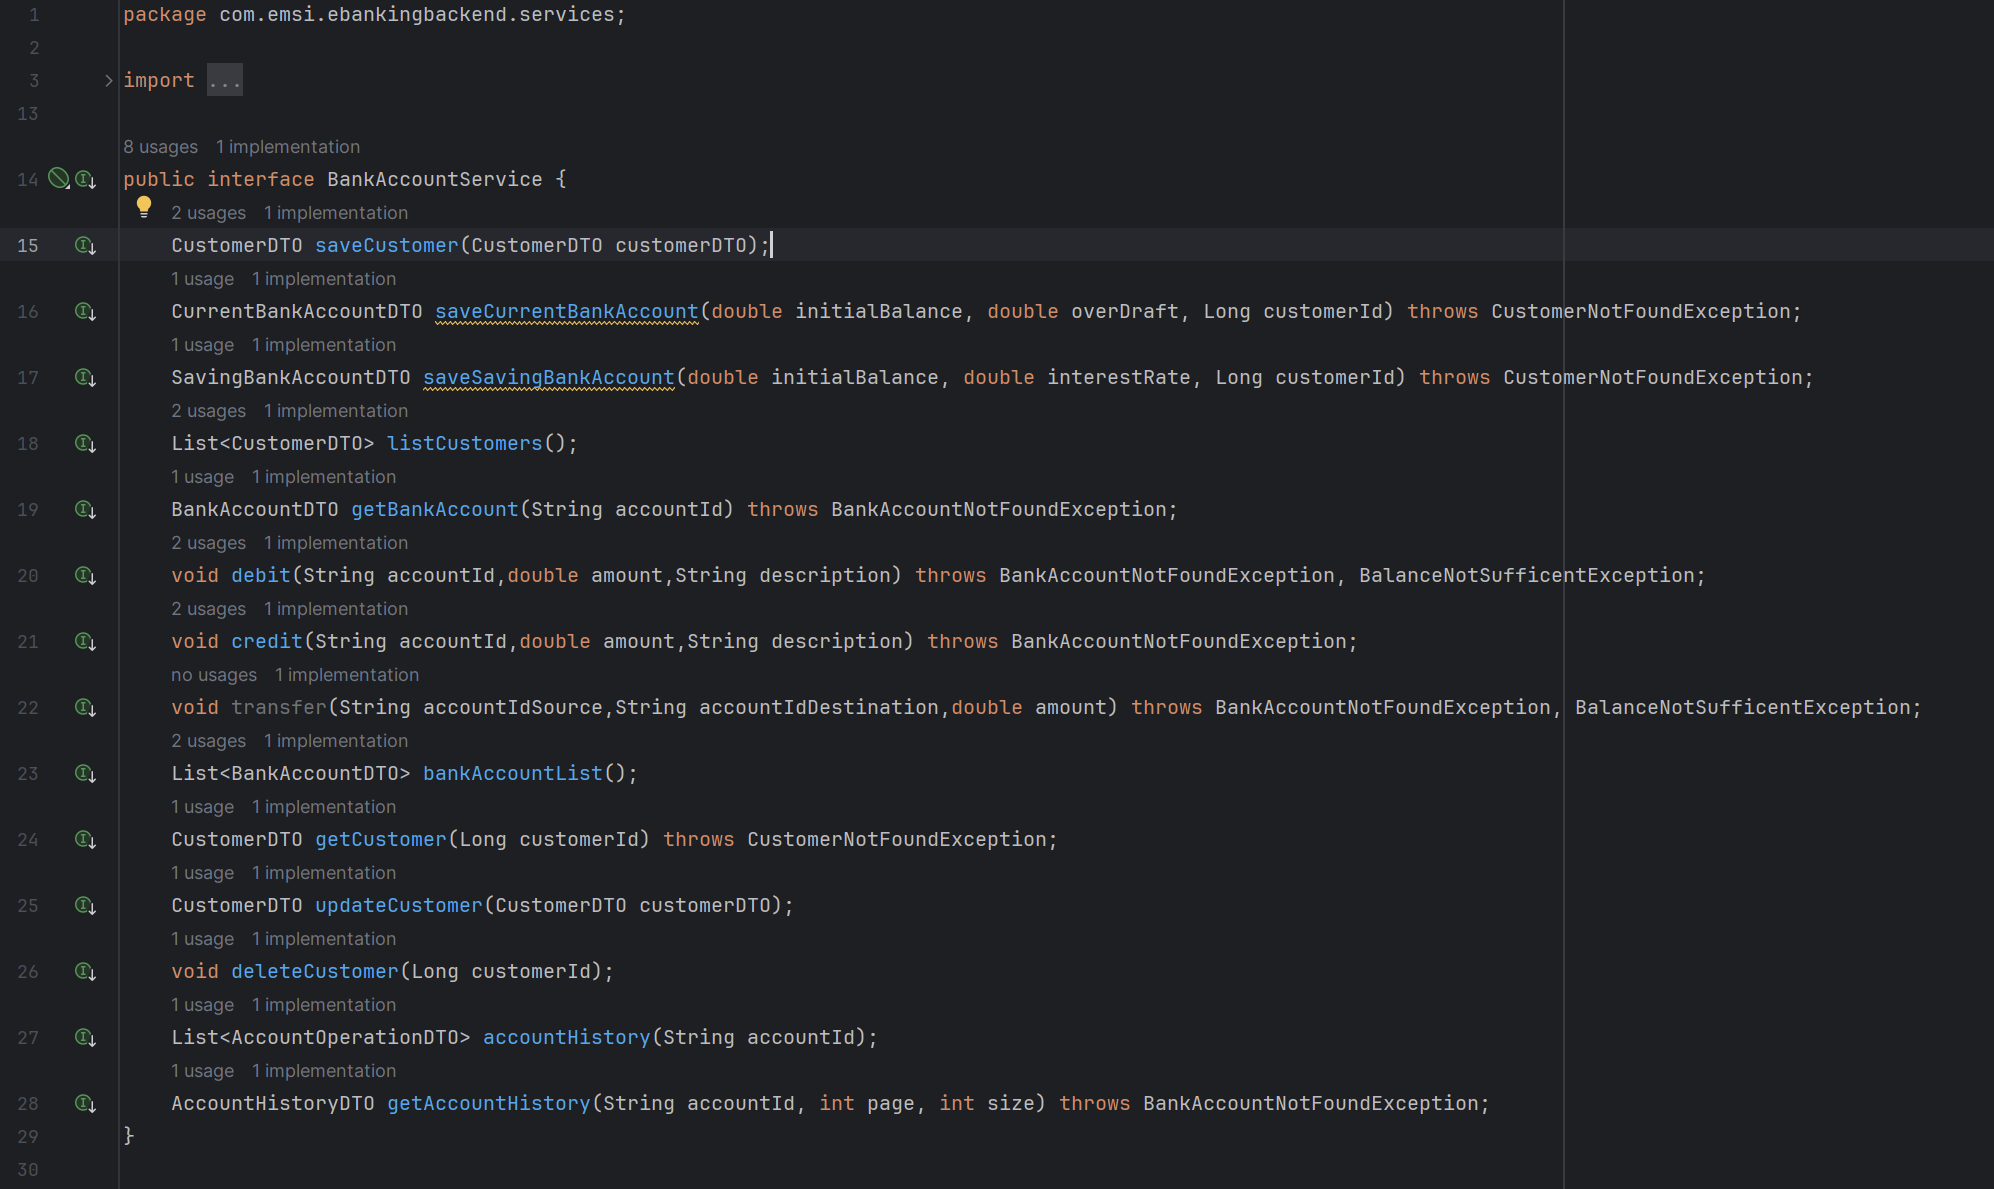 1 package com.emsi.ebankingbackend.services;
2
3 import ...
13
8 usages 1 implementation
14 public interface BankAccountService {
2 usages 1 implementation
15 CustomerDTO saveCustomer(CustomerDTO customerDTO);
1 usage 1 implementation
16 CurrentBankAccountDTO saveCurrentBankAccount(double initialBalance, double overDraft, Long customerId) throws CustomerNotFoundException;
1 usage 1 implementation
17 SavingBankAccountDTO saveSavingBankAccount(double initialBalance, double interestRate, Long customerId) throws CustomerNotFoundException;
2 usages 1 implementation
18 List<CustomerDTO> listCustomers();
1 usage 1 implementation
19 BankAccountDTO getBankAccount(String accountId) throws BankAccountNotFoundException;
2 usages 1 implementation
20 void debit(String accountId,double amount,String description) throws BankAccountNotFoundException, BalanceNotSufficentException;
2 usages 1 implementation
21 void credit(String accountId,double amount,String description) throws BankAccountNotFoundException;
no usages 1 implementation
22 void transfer(String accountIdSource,String accountIdDestination,double amount) throws BankAccountNotFoundException, BalanceNotSufficentException;
2 usages 1 implementation
23 List<BankAccountDTO> bankAccountList();
1 usage 1 implementation
24 CustomerDTO getCustomer(Long customerId) throws CustomerNotFoundException;
1 usage 1 implementation
25 CustomerDTO updateCustomer(CustomerDTO customerDTO);
1 usage 1 implementation
26 void deleteCustomer(Long customerId);
1 usage 1 implementation
27 List<AccountOperationDTO> accountHistory(String accountId);
1 usage 1 implementation
28 AccountHistoryDTO getAccountHistory(String accountId, int page, int size) throws BankAccountNotFoundException;
29 }
30